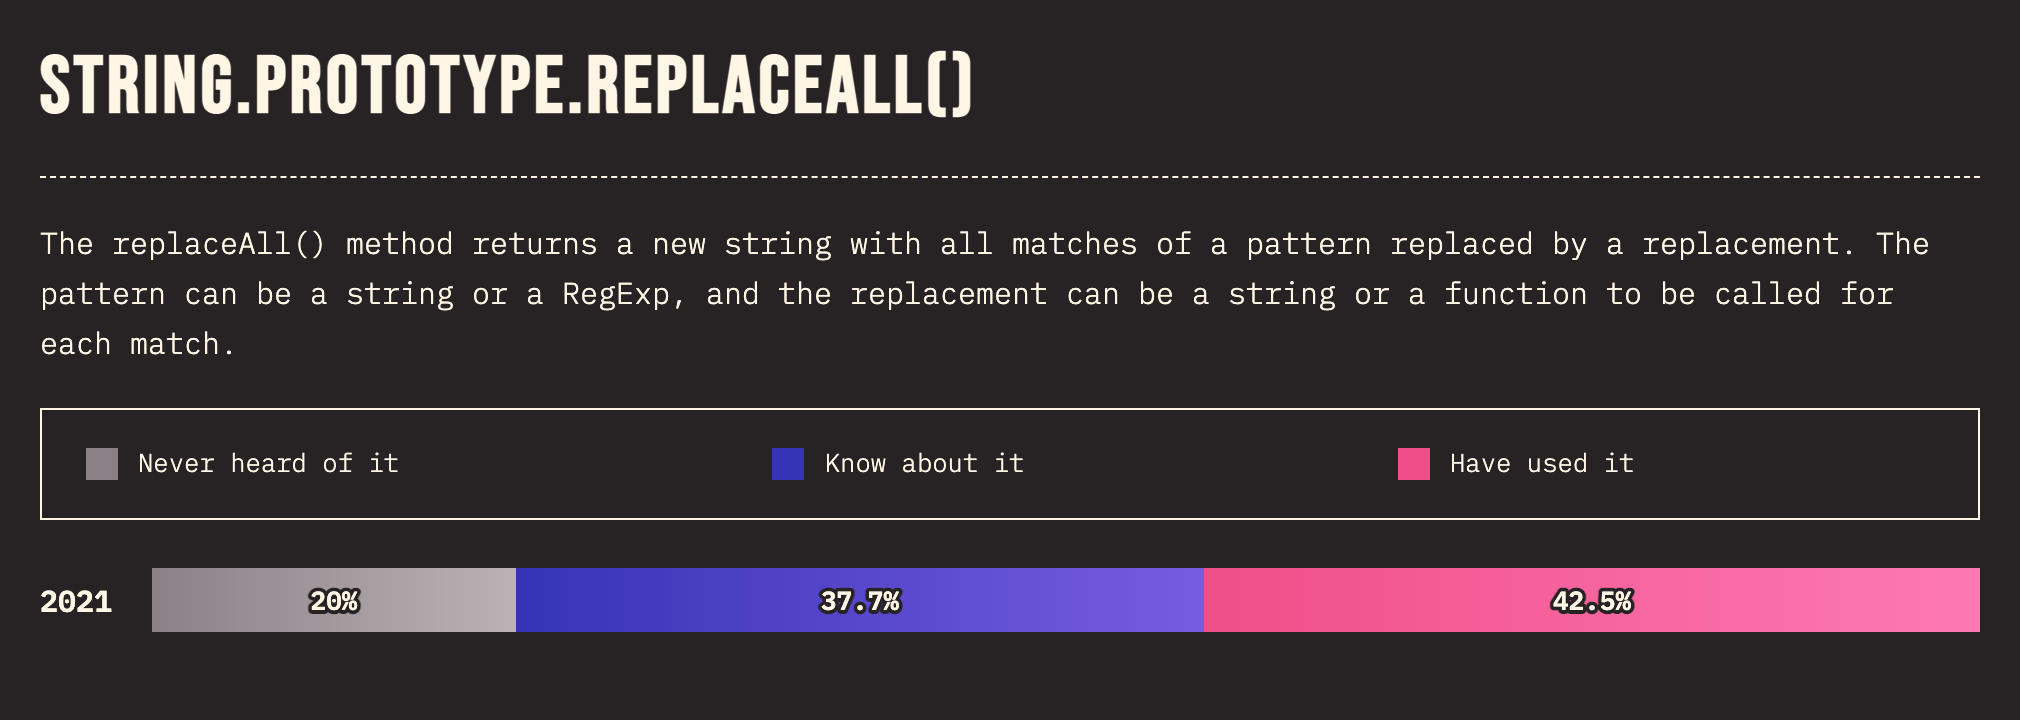 STRING.PROTOTYPE.REPLACEALL()
The replaceAll() method returns a new string with all matches of a pattern replaced by a replacement. The
pattern can be a string or a RegExp, and the replacement can be a string or a function to be called for
each match.
Never heard of it Know about it Have used it
2021 20% 37.7% 42.5%